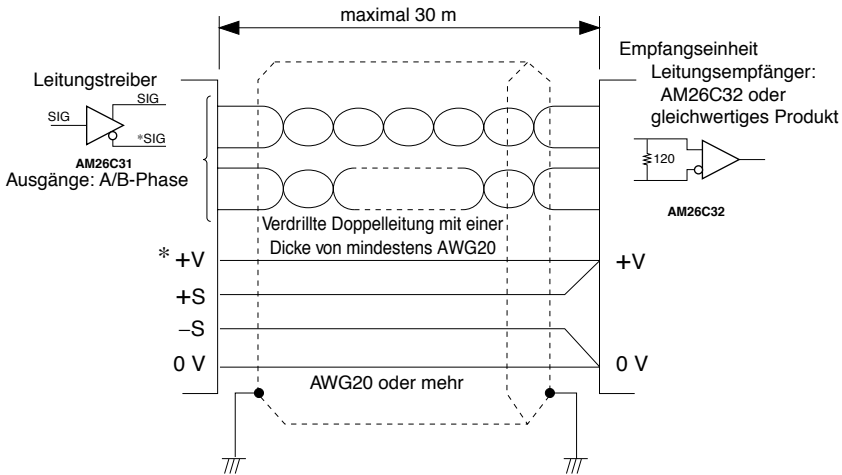 maximal 30 m
Empfangseinheit
Leitungsempfänger:
AM26C32 oder
gleichwertiges Produkt
Leitungstreiber
SIG
SIG
*SIG
AM26C31
Ausgänge: A/B-Phase
120
AM26C32
Verdrillte Doppelleitung mit einer
Dicke von mindestens AWG20
* +V
+V
+S
−S
0 V
0 V
AWG20 oder mehr